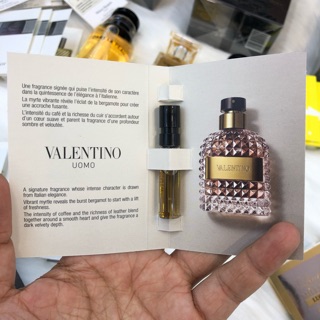 Une fragrance signée qui puise l'intensité de son caractère
dans la quintessence de l'élégance à l'italienne.
La myrte vibrante révèle l'éclat de la bergamote pour créer
une accroche fusante.
L'intensité du café et la richesse du cuir s'accordent autour
d'un cœur suave et parent la fragrance d'une profondeur
sombre et veloutée.
VALENTINO
UOMO
A signature fragrance whose intense character is drawn
from Italian elegance.
Vibrant myrtle reveals the burst bergamot to start with a lift
of freshness.
The intensity of coffee and the richness of leather blend
together around a smooth heart and give the fragrance a
dark velvety depth.
VALENTINO